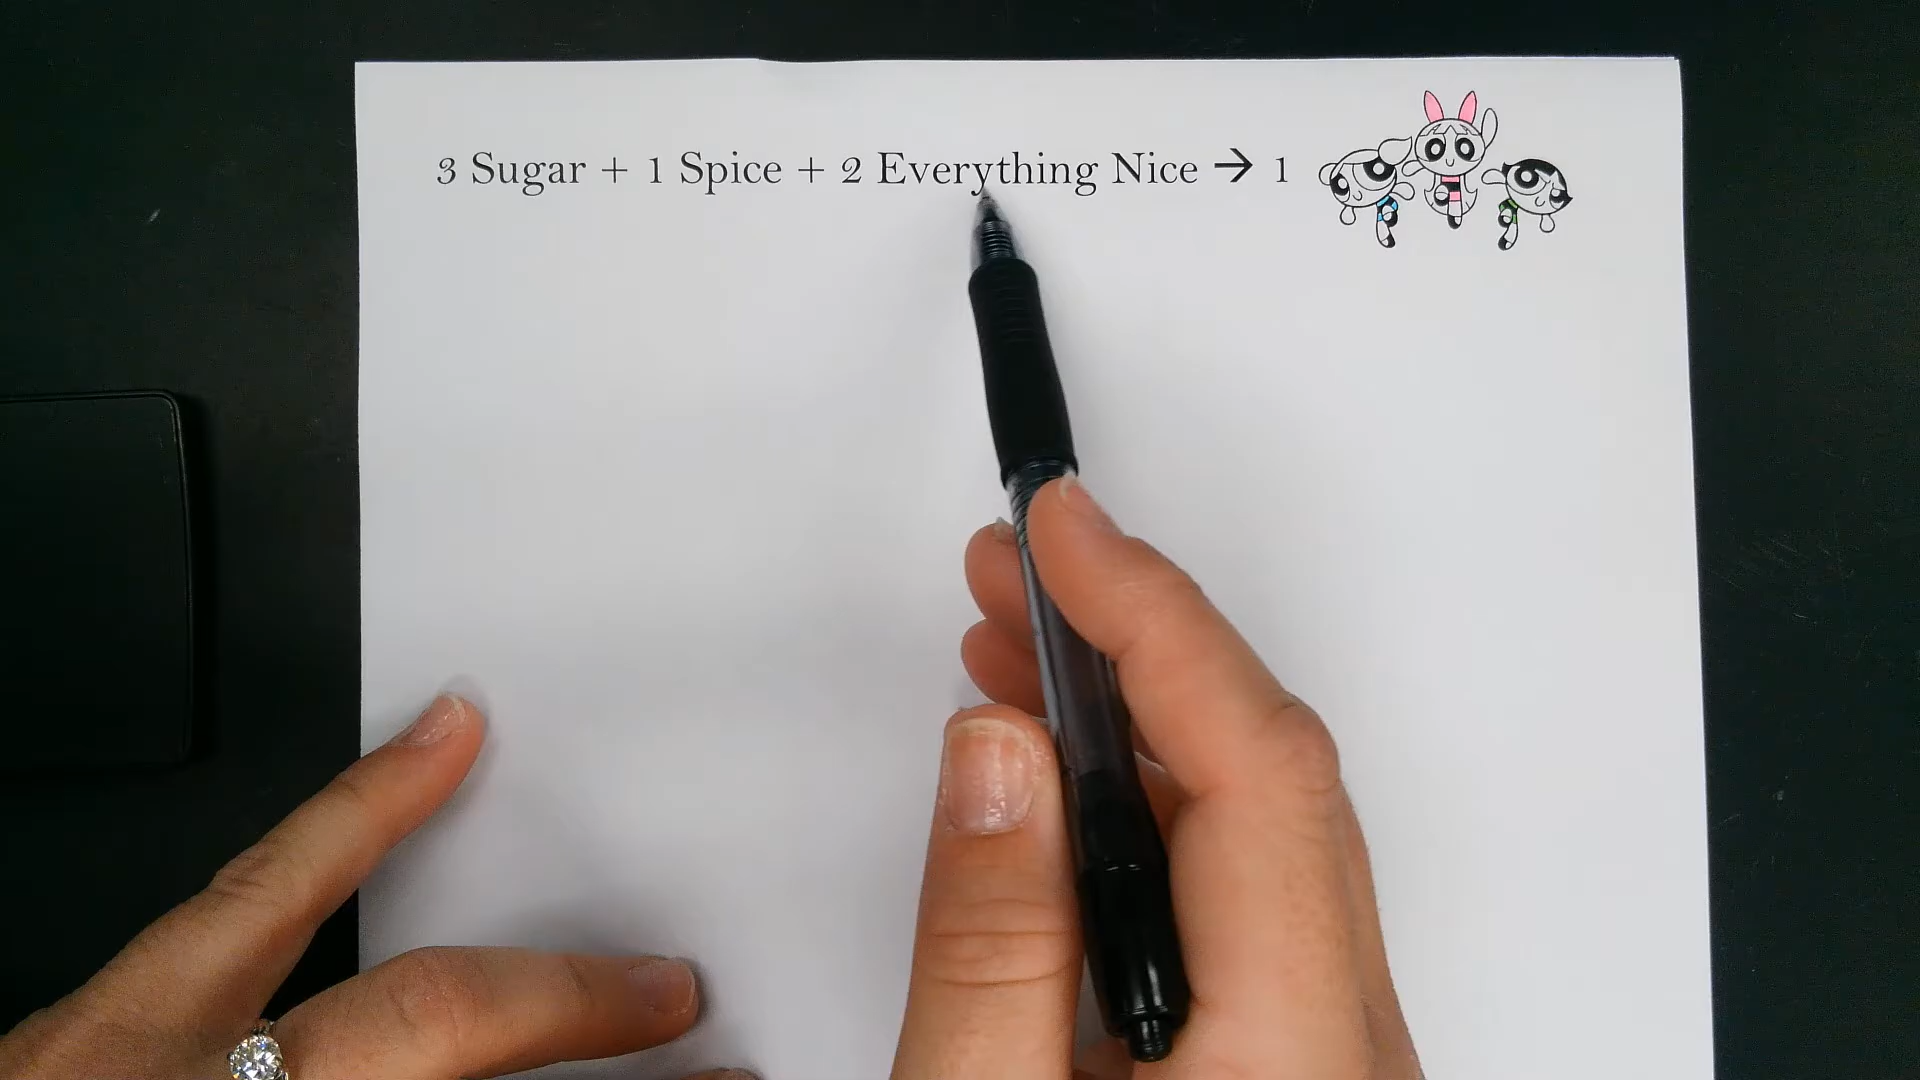 3 Sugar + 1 Spice + 2 Everything Nice → 1